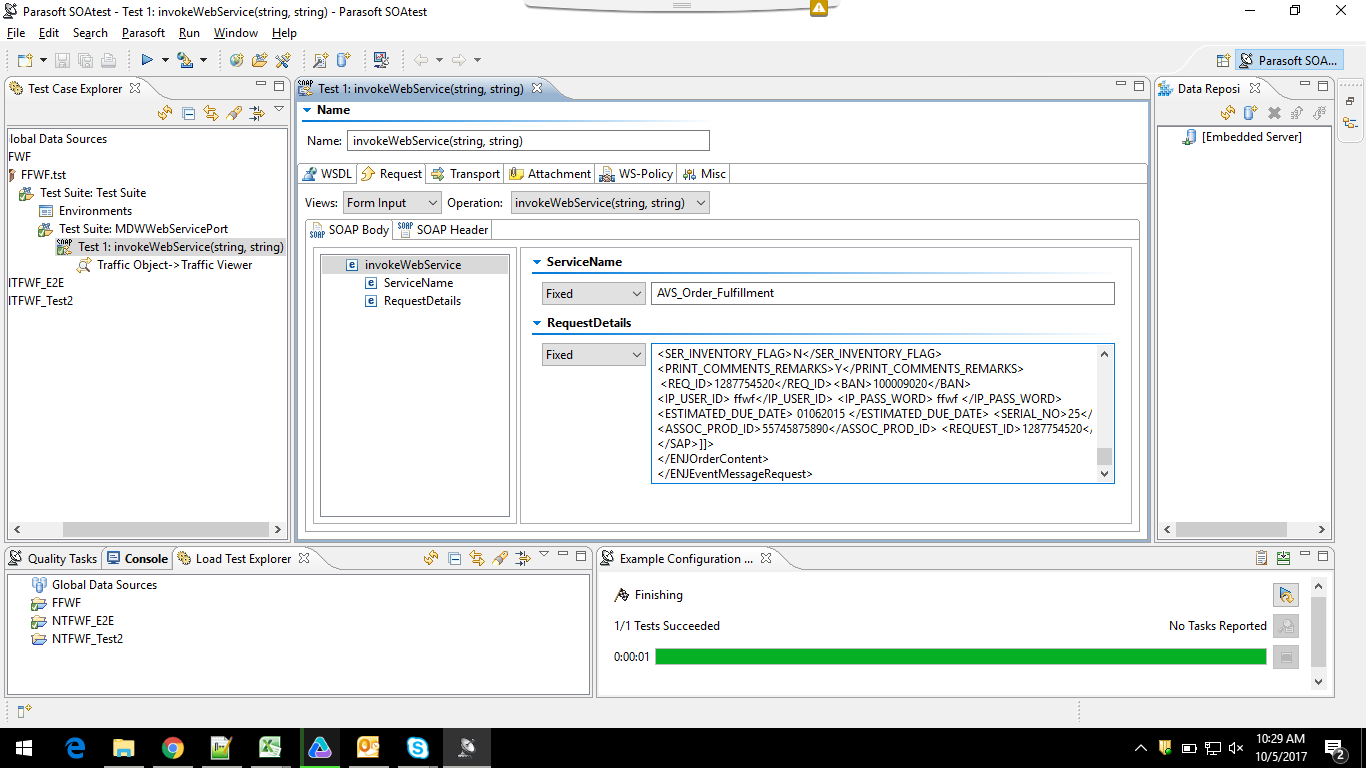 Parasoft SOAtest - Test 1: invokeWebService(string, string) - Parasoft SOAtest
File Edit Search Parasoft Run Window Help
Parasoft SOA...
Test Case Explorer
lobal Data Sources
FWF
FFWF.tst
Test Suite: Test Suite
Environments
Test Suite: MDWWebServicePort
Test 1: invokeWebService(string, string)
Traffic Object->Traffic Viewer
ITFWF_E2E
ITFWF_Test2
Test 1: invokeWebService(string, string)
Name
Name: invokeWebService(string, string)
WSDL Request Transport Attachment WS-Policy Misc
Views: Form Input Operation: invokeWebService(string, string)
SOAP Body SOAP Header
invokeWebService
ServiceName
RequestDetails
ServiceName
Fixed AVS_Order_Fulfillment
RequestDetails
Fixed
<SER_INVENTORY_FLAG>N</SER_INVENTORY_FLAG>
<PRINT_COMMENTS_REMARKS>Y</PRINT_COMMENTS_REMARKS>
<REQ_ID>1287754520</REQ_ID><BAN>100009020</BAN>
<IP_USER_ID> ffwf</IP_USER_ID> <IP_PASS_WORD> ffwf </IP_PASS_WORD>
<ESTIMATED_DUE_DATE> 01062015 </ESTIMATED_DUE_DATE> <SERIAL_NO>25</
<ASSOC_PROD_ID>55745875890</ASSOC_PROD_ID> <REQUEST_ID>1287754520</
</SAP>]]>
</ENJOrderContent>
</ENJEventMessageRequest>
Data Reposi
[Embedded Server]
Quality Tasks Console Load Test Explorer
Global Data Sources
FFWF
NTFWF_E2E
NTFWF_Test2
Example Configuration ...
Finishing
1/1 Tests Succeeded No Tasks Reported
0:00:01
10:29 AM
10/5/2017
2